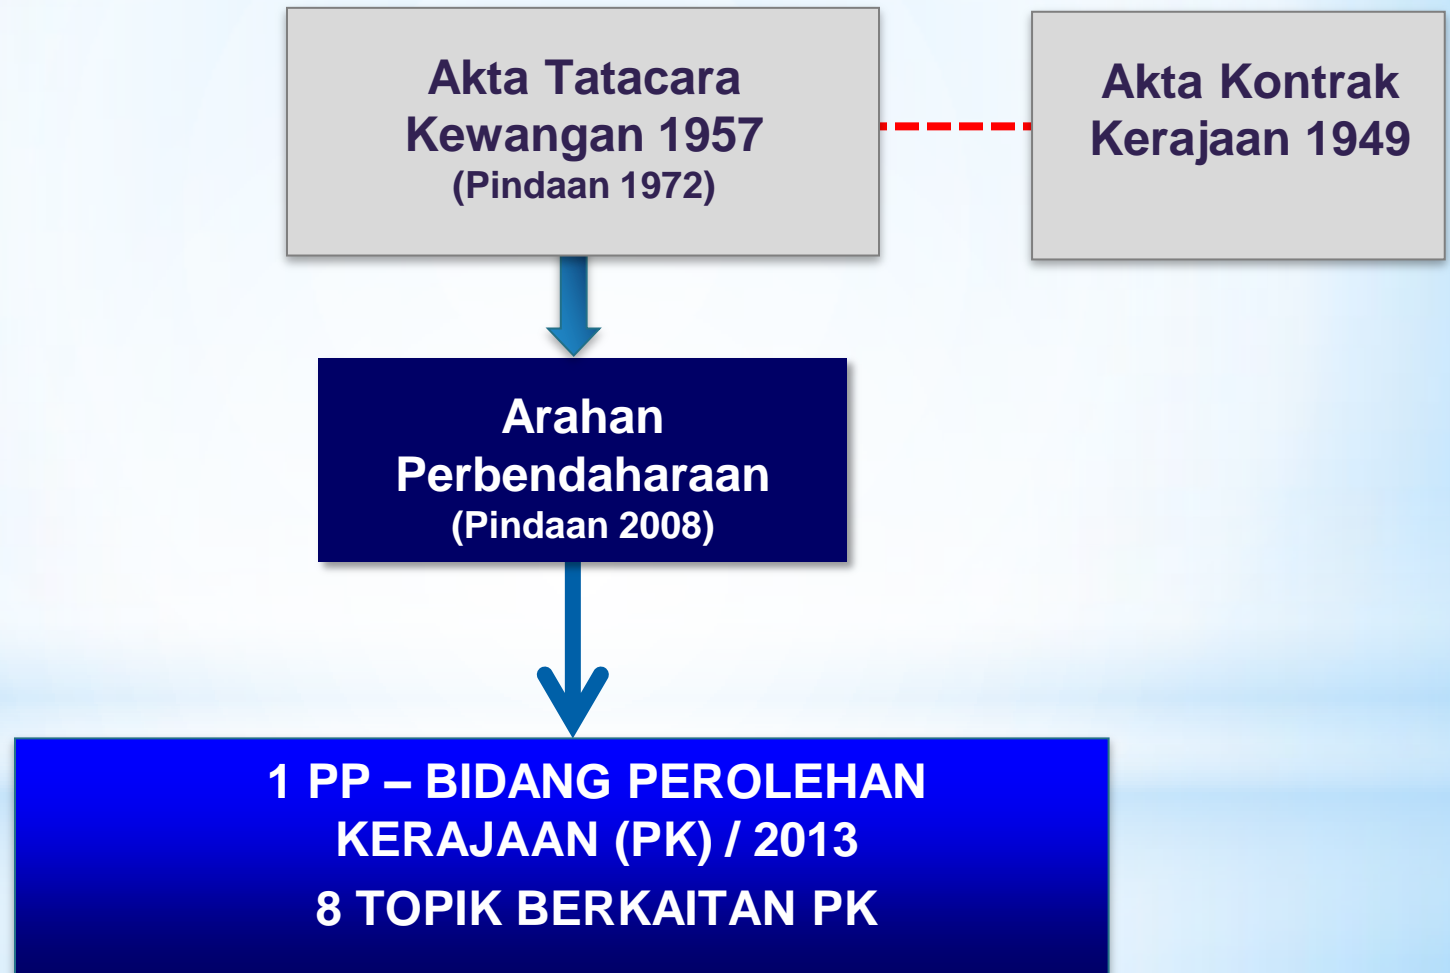 Akta Tatacara
Kewangan 1957
(Pindaan 1972)
Akta Kontrak
Kerajaan 1949
Arahan
Perbendaharaan
(Pindaan 2008)
1 PP – BIDANG PEROLEHAN
KERAJAAN (PK) / 2013
8 TOPIK BERKAITAN PK